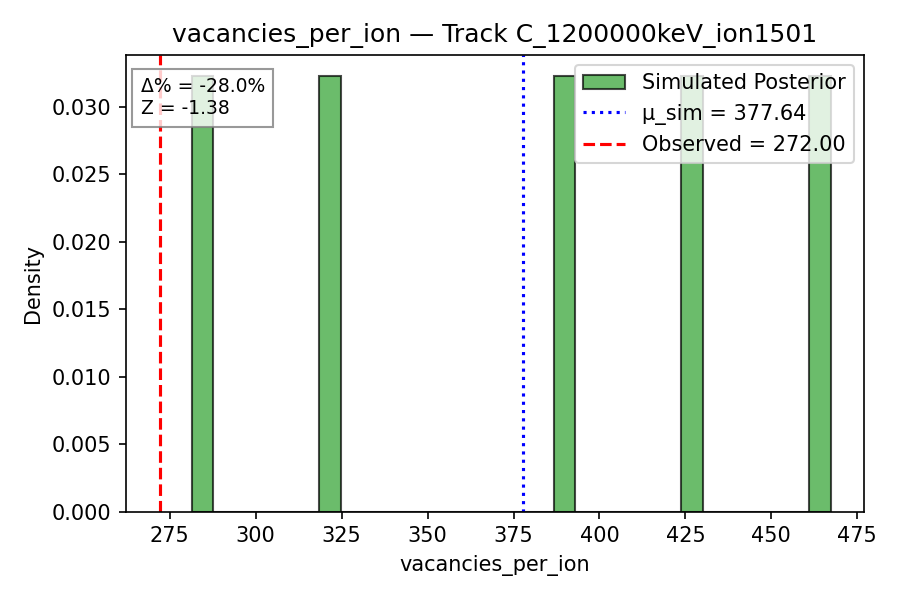 vacancies_per_ion — Track C_1200000keV_ion1501
Δ% = -28.0%
Z = -1.38
Simulated Posterior
μ_sim = 377.64
Observed = 272.00
Density
0.030
0.025
0.020
0.015
0.010
0.005
0.000
275 300 325 350 375 400 425 450 475
vacancies_per_ion